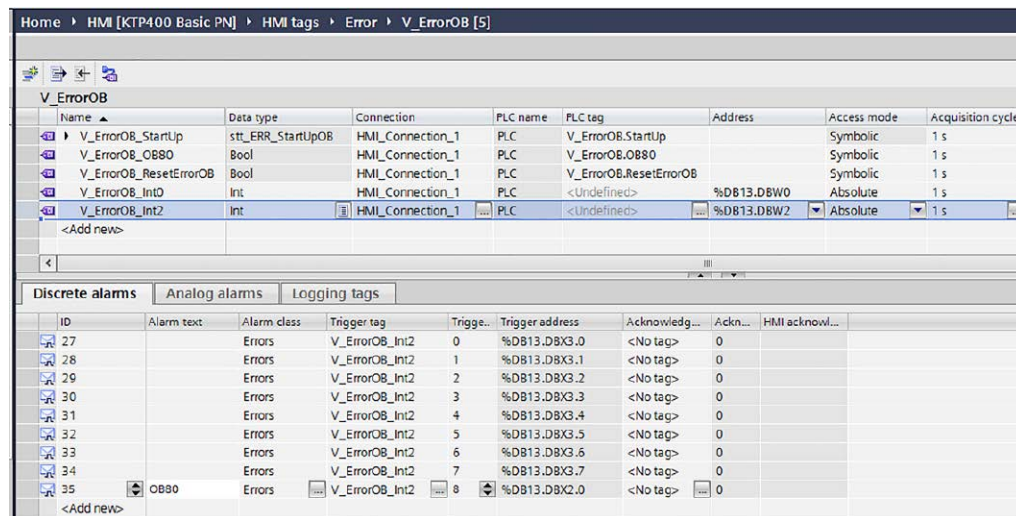 Home ▸ HMI [KTP400 Basic PN] ▸ HMI tags ▸ Error ▸ V_ErrorOB [5]
V_ErrorOB
Name Data type Connection PLC name PLC tag Address Access mode Acquisition cycle
V_ErrorOB_StartUp stt_ERR_StartUpOB HMI_Connection_1 PLC V_ErrorOB.StartUp Symbolic 1 s
V_ErrorOB_OB80 Bool HMI_Connection_1 PLC V_ErrorOB.OB80 Symbolic 1 s
V_ErrorOB_ResetErrorOB Bool HMI_Connection_1 PLC V_ErrorOB.ResetErrorOB Symbolic 1 s
V_ErrorOB_Int0 Int HMI_Connection_1 PLC <Undefined> %DB13.DBW0 Absolute 1 s
V_ErrorOB_Int2 Int HMI_Connection_1 ... PLC <Undefined> ... %DB13.DBW2 Absolute 1 s
<Add new>
Discrete alarms Analog alarms Logging tags
ID Alarm text Alarm class Trigger tag Trigge... Trigger address Acknowledg... Ackn... HMI acknowl...
27 Errors V_ErrorOB_Int2 0 %DB13.DBX3.0 <No tag> 0
28 Errors V_ErrorOB_Int2 1 %DB13.DBX3.1 <No tag> 0
29 Errors V_ErrorOB_Int2 2 %DB13.DBX3.2 <No tag> 0
30 Errors V_ErrorOB_Int2 3 %DB13.DBX3.3 <No tag> 0
31 Errors V_ErrorOB_Int2 4 %DB13.DBX3.4 <No tag> 0
32 Errors V_ErrorOB_Int2 5 %DB13.DBX3.5 <No tag> 0
33 Errors V_ErrorOB_Int2 6 %DB13.DBX3.6 <No tag> 0
34 Errors V_ErrorOB_Int2 7 %DB13.DBX3.7 <No tag> 0
35 OB80 Errors ... V_ErrorOB_Int2 ... 8 %DB13.DBX2.0 <No tag> ... 0
<Add new>